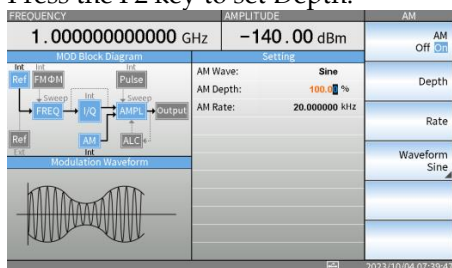 Press the F2 key to set Depth.
FREQUENCY AMPLITUDE AM
1.000000000000 GHz -140.00 dBm
AM
Off On
MOD Block Diagram
Int Int Int
Ref FMΦM Pulse
Sweep Int Sweep
FREQ I/Q AMPL Output
Ref AM ALC
Ext Int
Modulation Waveform
Setting
AM Wave: Sine
AM Depth: 100.00 %
AM Rate: 20.000000 kHz
Depth
Rate
Waveform
Sine
2023/10/04 07:39:47